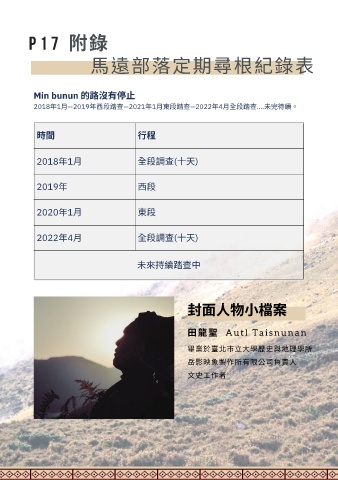 P17 附錄
馬遠部落定期尋根紀錄表
Min bunun 的路沒有停止
2018年1月—2019年西段踏查—2021年1月東段踏查—2022年4月全段踏查....未完待續。
時間 行程
2018年1月 全段調查(十天)
2019年 西段
2020年1月 東段
2022年4月 全段調查(十天)
未來持續踏查中
封面人物小檔案
田龍聖 Autl Taisnunan
畢業於臺北市立大學歷史與地理學所
岳影映象製作所有限公司負責人
文史工作者